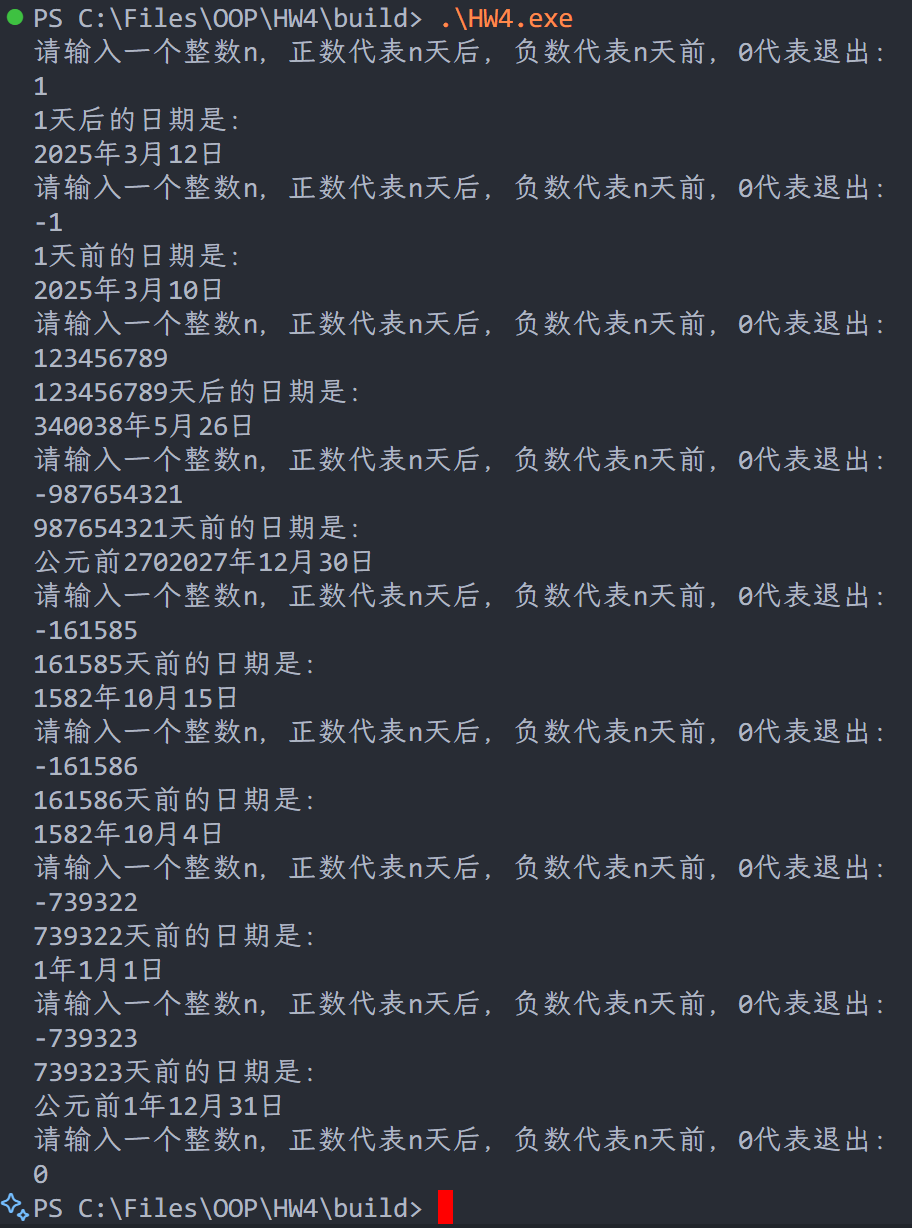 PS C:\Files\OOP\HW4\build> .\HW4.exe
请输入一个整数n, 正数代表n天后, 负数代表n天前, 0代表退出:
1
1天后的日期是:
2025年3月12日
请输入一个整数n, 正数代表n天后, 负数代表n天前, 0代表退出:
-1
1天前的日期是:
2025年3月10日
请输入一个整数n, 正数代表n天后, 负数代表n天前, 0代表退出:
123456789
123456789天后的日期是:
340038年5月26日
请输入一个整数n, 正数代表n天后, 负数代表n天前, 0代表退出:
-987654321
987654321天前的日期是:
公元前2702027年12月30日
请输入一个整数n, 正数代表n天后, 负数代表n天前, 0代表退出:
-161585
161585天前的日期是:
1582年10月15日
请输入一个整数n, 正数代表n天后, 负数代表n天前, 0代表退出:
-161586
161586天前的日期是:
1582年10月4日
请输入一个整数n, 正数代表n天后, 负数代表n天前, 0代表退出:
-739322
739322天前的日期是:
1年1月1日
请输入一个整数n, 正数代表n天后, 负数代表n天前, 0代表退出:
-739323
739323天前的日期是:
公元前1年12月31日
请输入一个整数n, 正数代表n天后, 负数代表n天前, 0代表退出:
0
PS C:\Files\OOP\HW4\build>